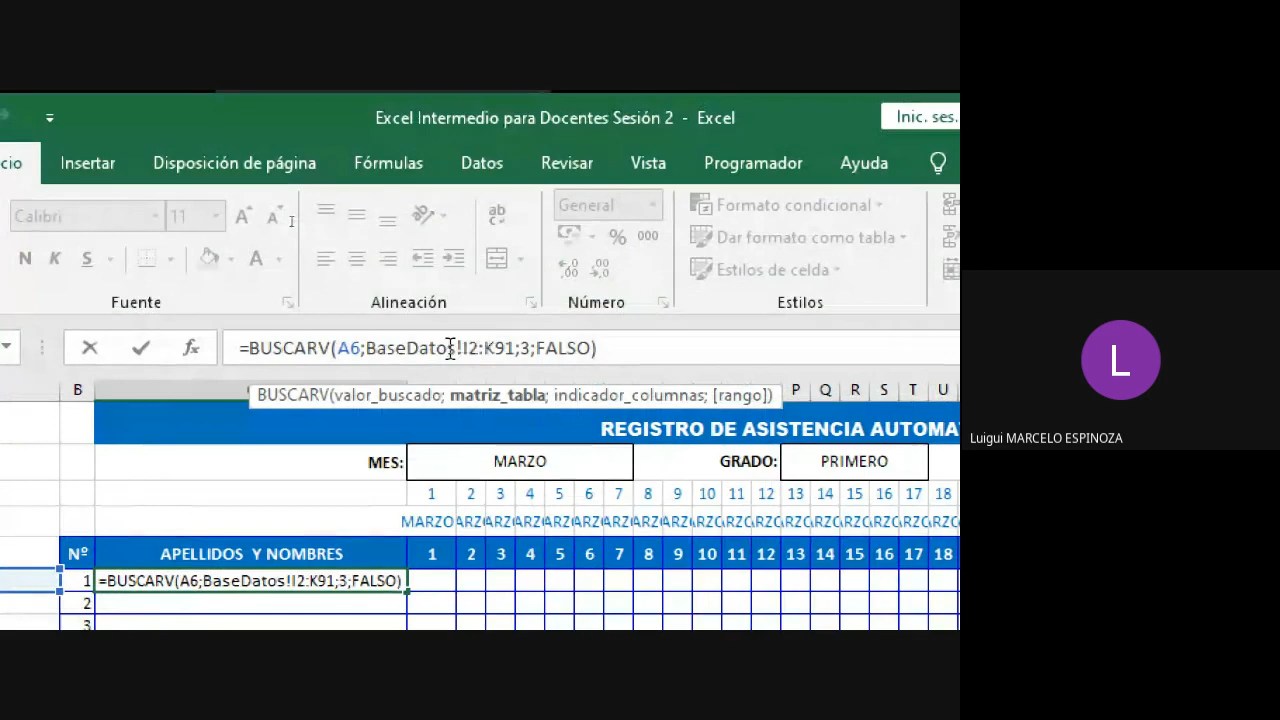 Excel Intermedio para Docentes Sesión 2 - Excel
Inic. ses.
cio Insertar Disposición de página Fórmulas Datos Revisar Vista Programador Ayuda
Calibri 11 General Formato condicional
% 000 Dar formato como tabla
N K S A Estilos de celda
Fuente Alineación Número Estilos
fx =BUSCARV(A6;BaseDatos!I2:K91;3;FALSO)
B P Q R S T U
BUSCARV(valor_buscado; matriz_tabla; indicador_columnas; [rango])
REGISTRO DE ASISTENCIA AUTOMA
MES: MARZO GRADO: PRIMERO
1 2 3 4 5 6 7 8 9 10 11 12 13 14 15 16 17 18
MARZO
Nº APELLIDOS Y NOMBRES 1 2 3 4 5 6 7 8 9 10 11 12 13 14 15 16 17 18
1 =BUSCARV(A6;BaseDatos!I2:K91;3;FALSO)
2
3
L
Luigui MARCELO ESPINOZA